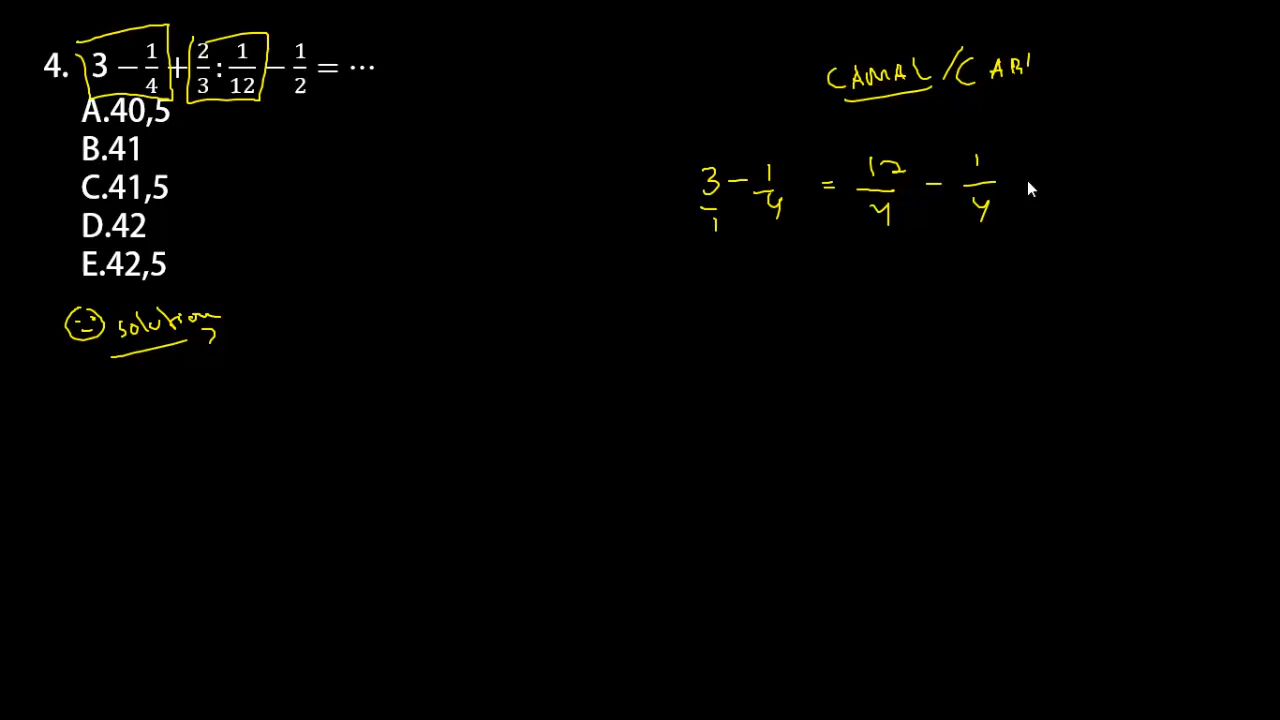 4. 3 − 1/4 + 2/3 : 1/12 − 1/2 = ⋯
A.40,5
B.41
C.41,5
D.42
E.42,5
solution
CAMAL/CARI
3/1 − 1/4 = 12/4 − 1/4